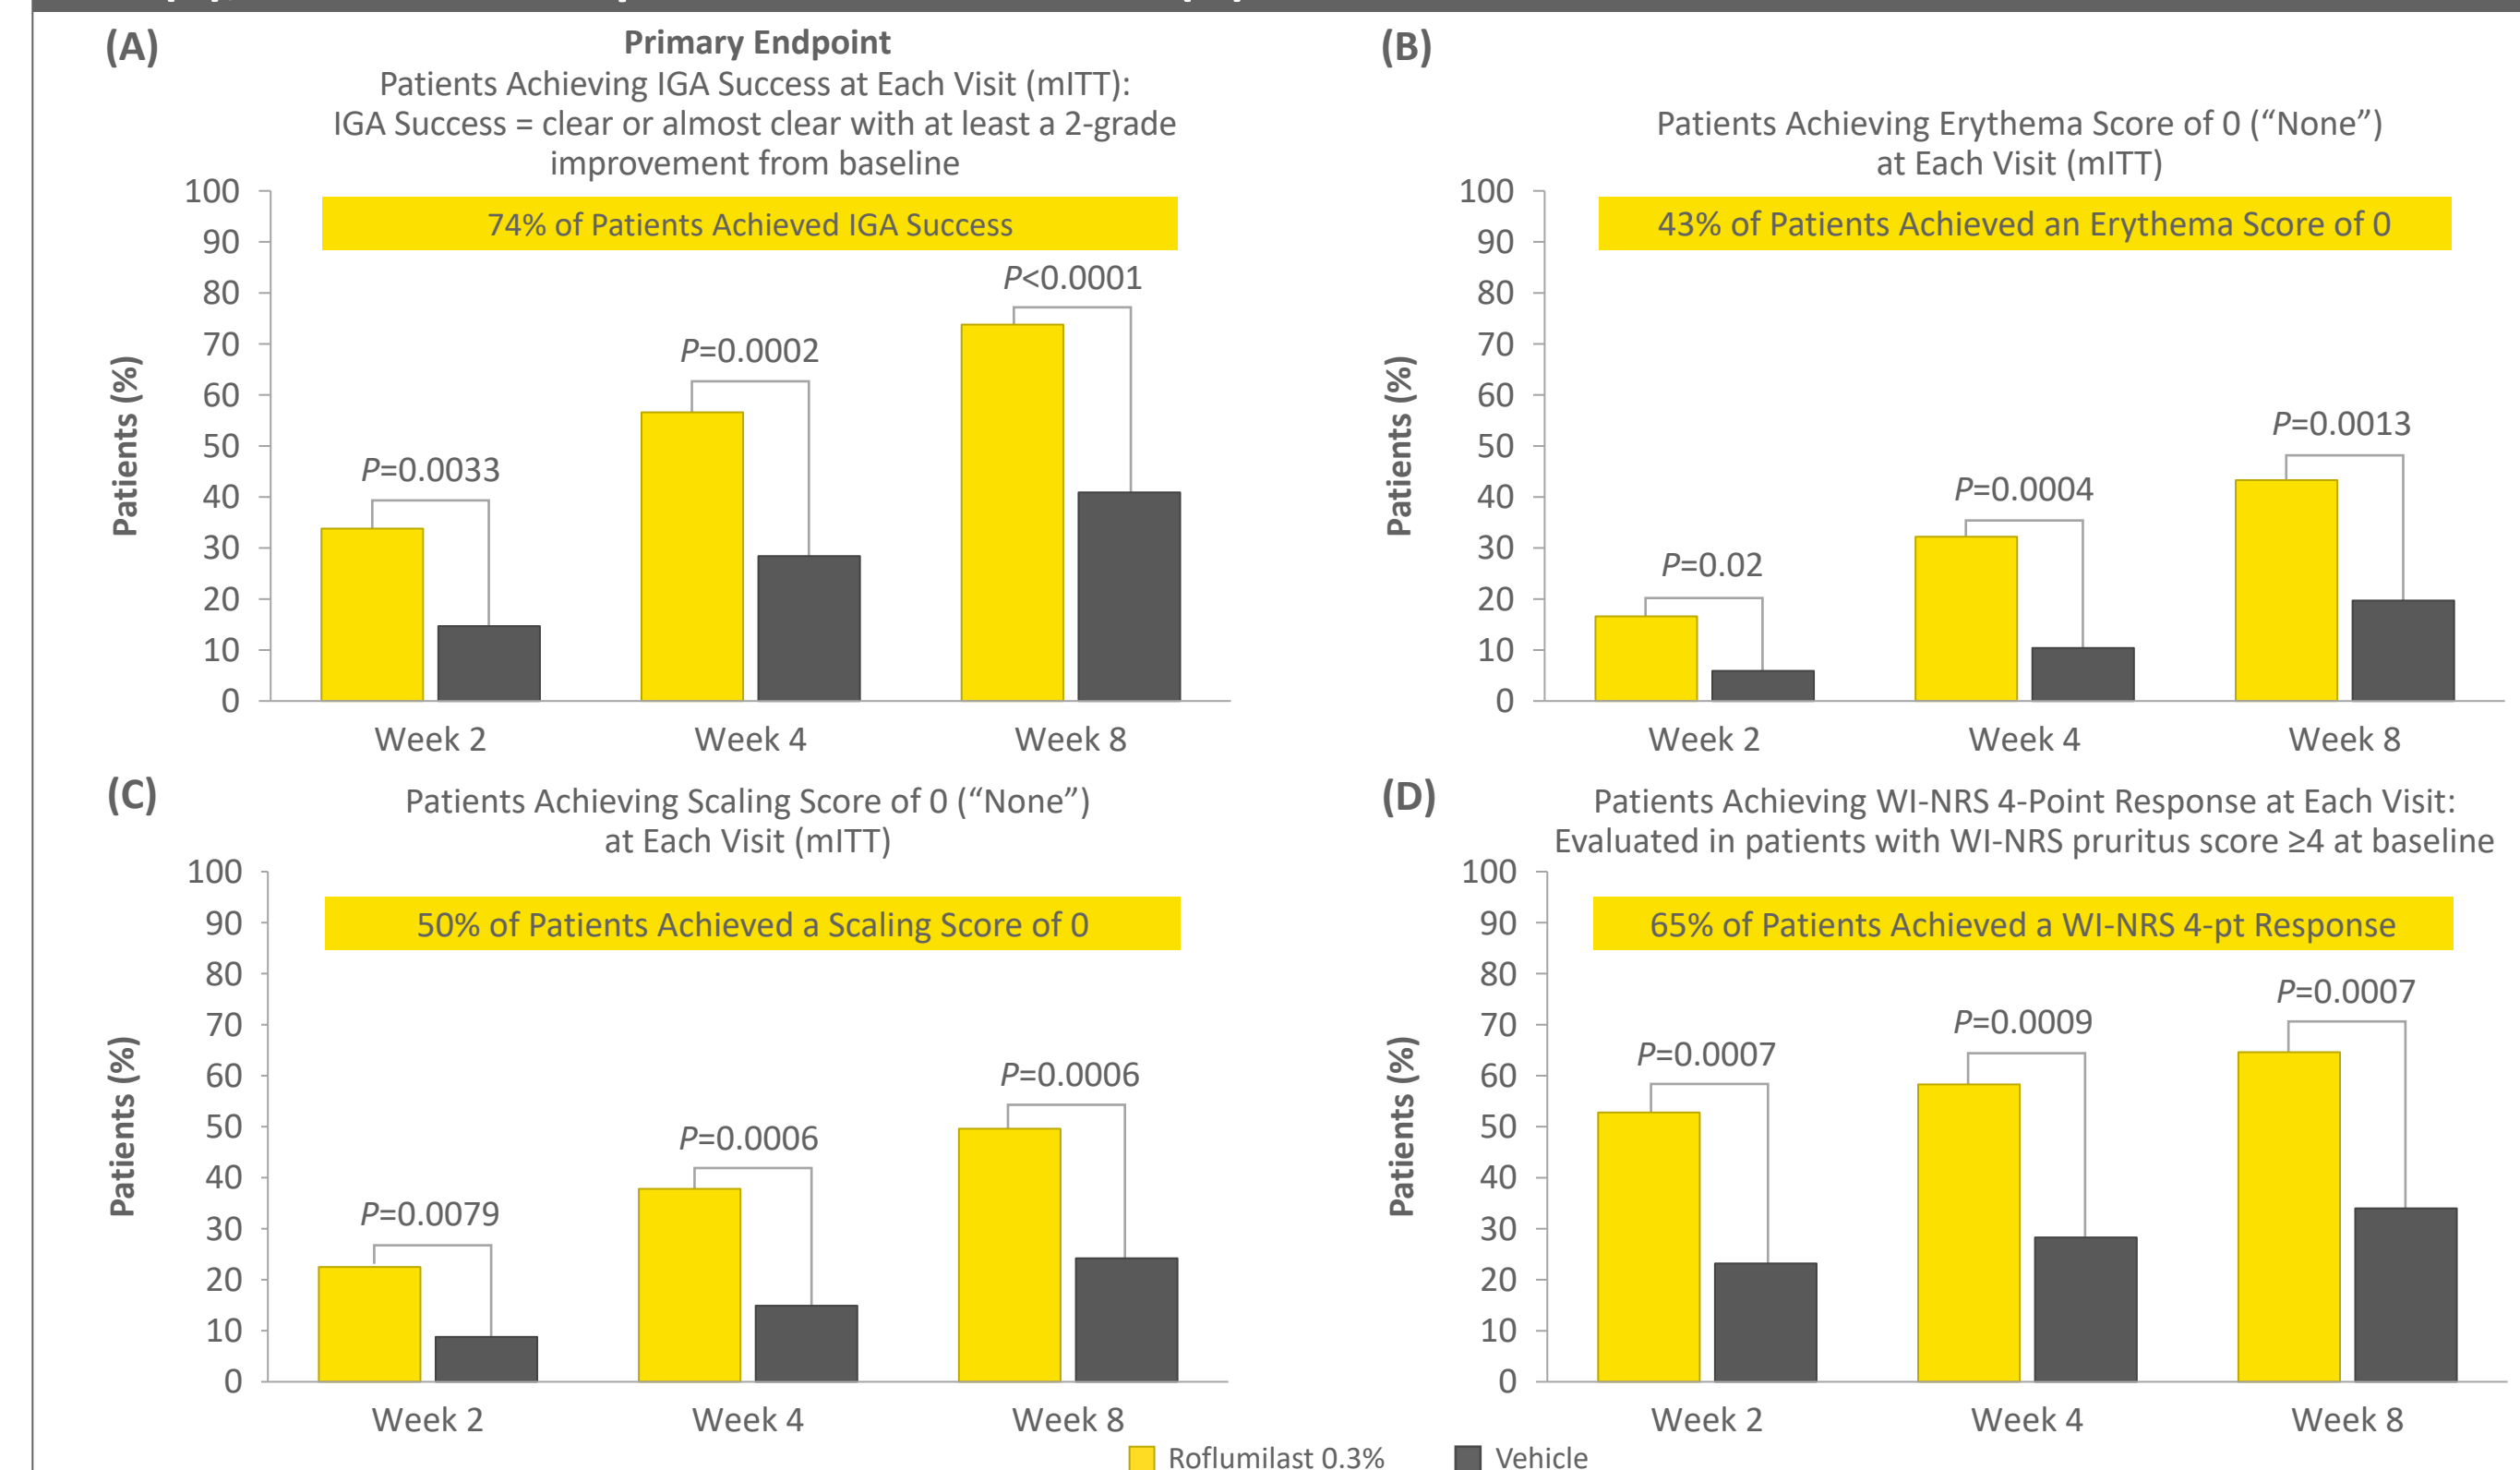 (A)
Primary Endpoint
Patients Achieving IGA Success at Each Visit (mITT):
IGA Success = clear or almost clear with at least a 2-grade
improvement from baseline
100
90
80
70
60
50
40
30
20
10
0
Patients (%)
74% of Patients Achieved IGA Success
P=0.0033
P=0.0002
P<0.0001
Week 2
Week 4
Week 8
(B)
Patients Achieving Erythema Score of 0 (“None”)
at Each Visit (mITT)
100
90
80
70
60
50
40
30
20
10
0
Patients (%)
43% of Patients Achieved an Erythema Score of 0
P=0.02
P=0.0004
P=0.0013
Week 2
Week 4
Week 8
(C)
Patients Achieving Scaling Score of 0 (“None”)
at Each Visit (mITT)
100
90
80
70
60
50
40
30
20
10
0
Patients (%)
50% of Patients Achieved a Scaling Score of 0
P=0.0079
P=0.0006
P=0.0006
Week 2
Week 4
Week 8
(D)
Patients Achieving WI-NRS 4-Point Response at Each Visit:
Evaluated in patients with WI-NRS pruritus score ≥4 at baseline
100
90
80
70
60
50
40
30
20
10
0
Patients (%)
65% of Patients Achieved a WI-NRS 4-pt Response
P=0.0007
P=0.0009
P=0.0007
Week 2
Week 4
Week 8
Roflumilast 0.3%
Vehicle